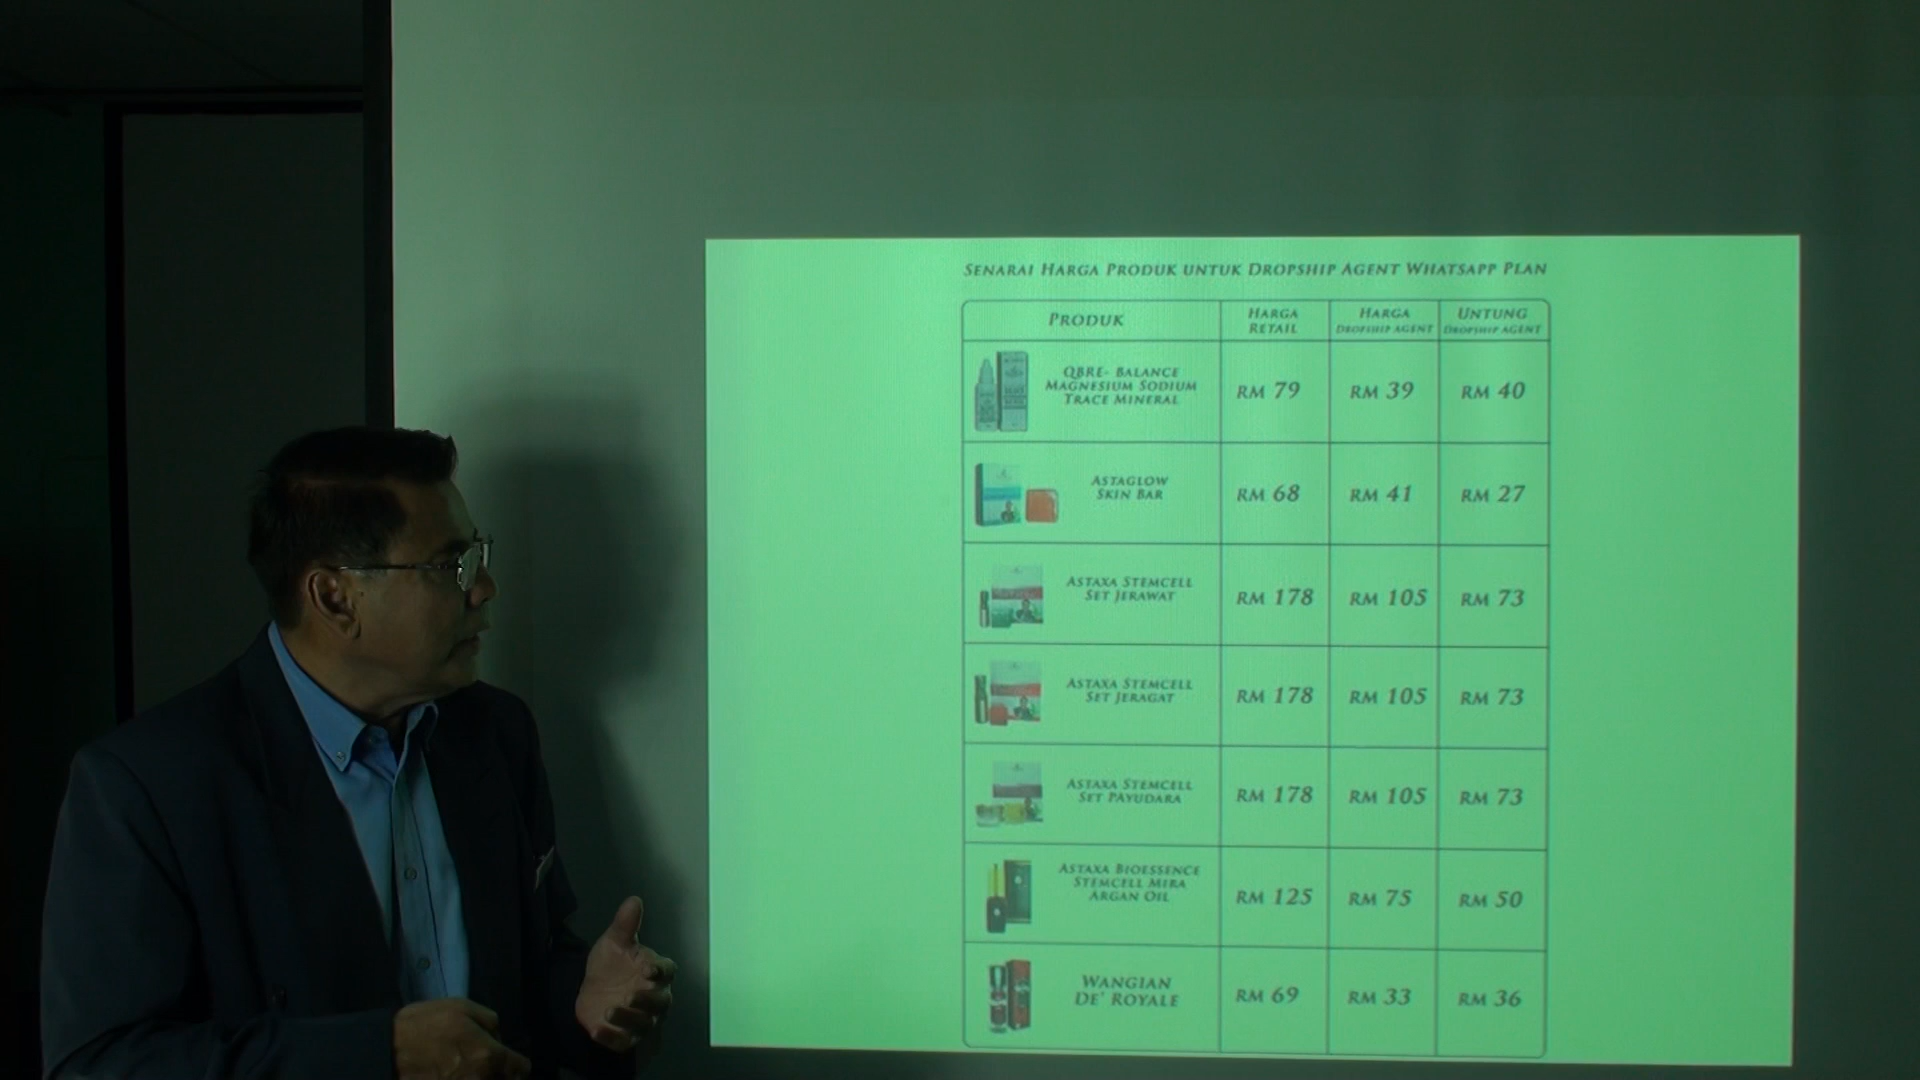 SENARAI HARGA PRODUK UNTUK DROPSHIP AGENT WHATSAPP PLAN
PRODUK
HARGA
RETAIL
HARGA
DROPSHIP AGENT
UNTUNG
DROPSHIP AGENT
QBRE- BALANCE
MAGNESIUM SODIUM
TRACE MINERAL
RM 79
RM 39
RM 40
ASTAGLOW
SKIN BAR
RM 68
RM 41
RM 27
ASTAXA STEMCELL
SET JERAWAT
RM 178
RM 105
RM 73
ASTAXA STEMCELL
SET JERAGAT
RM 178
RM 105
RM 73
ASTAXA STEMCELL
SET PAYUDARA
RM 178
RM 105
RM 73
ASTAXA BIOESSENCE
STEMCELL MIRA
ARGAN OIL
RM 125
RM 75
RM 50
WANGIAN
DE' ROYALE
RM 69
RM 33
RM 36